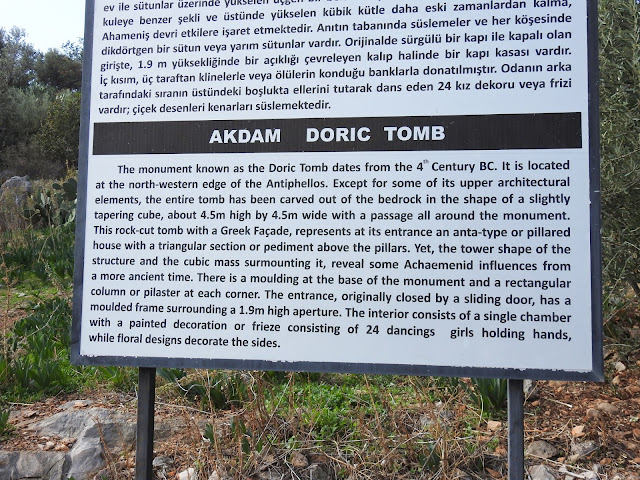 ev ile sütunlar üzerinde yükselen üçgen bir
kuleye benzer şekli ve üstünde yükselen kübik kütle daha eski zamanlardan kalma,
Ahameniş devri etkilere işaret etmektedir. Anıtın tabanında süslemeler ve her köşesinde
dikdörtgen bir sütun veya yarım sütunlar vardır. Orijinalde sürgülü bir kapı ile kapalı olan
girişte, 1.9 m yüksekliğinde bir açıklığı çevreleyen kalıp halinde bir kapı kasası vardır.
İç kısım, üç taraftan klinelerle veya ölülerin konduğu banklarla donatılmıştır. Odanın arka
tarafındaki sıranın üstündeki boşlukta ellerini tutarak dans eden 24 kız dekoru veya frizi
vardır; çiçek desenleri kenarları süslemektedir.
AKDAM DORIC TOMB
The monument known as the Doric Tomb dates from the 4th Century BC. It is located
at the north-western edge of the Antiphellos. Except for some of its upper architectural
elements, the entire tomb has been carved out of the bedrock in the shape of a slightly
tapering cube, about 4.5m high by 4.5m wide with a passage all around the monument.
This rock-cut tomb with a Greek Façade, represents at its entrance an anta-type or pillared
house with a triangular section or pediment above the pillars. Yet, the tower shape of the
structure and the cubic mass surmounting it, reveal some Achaemenid influences from
a more ancient time. There is a moulding at the base of the monument and a rectangular
column or pilaster at each corner. The entrance, originally closed by a sliding door, has a
moulded frame surrounding a 1.9m high aperture. The interior consists of a single chamber
with a painted decoration or frieze consisting of 24 dancings girls holding hands,
while floral designs decorate the sides.